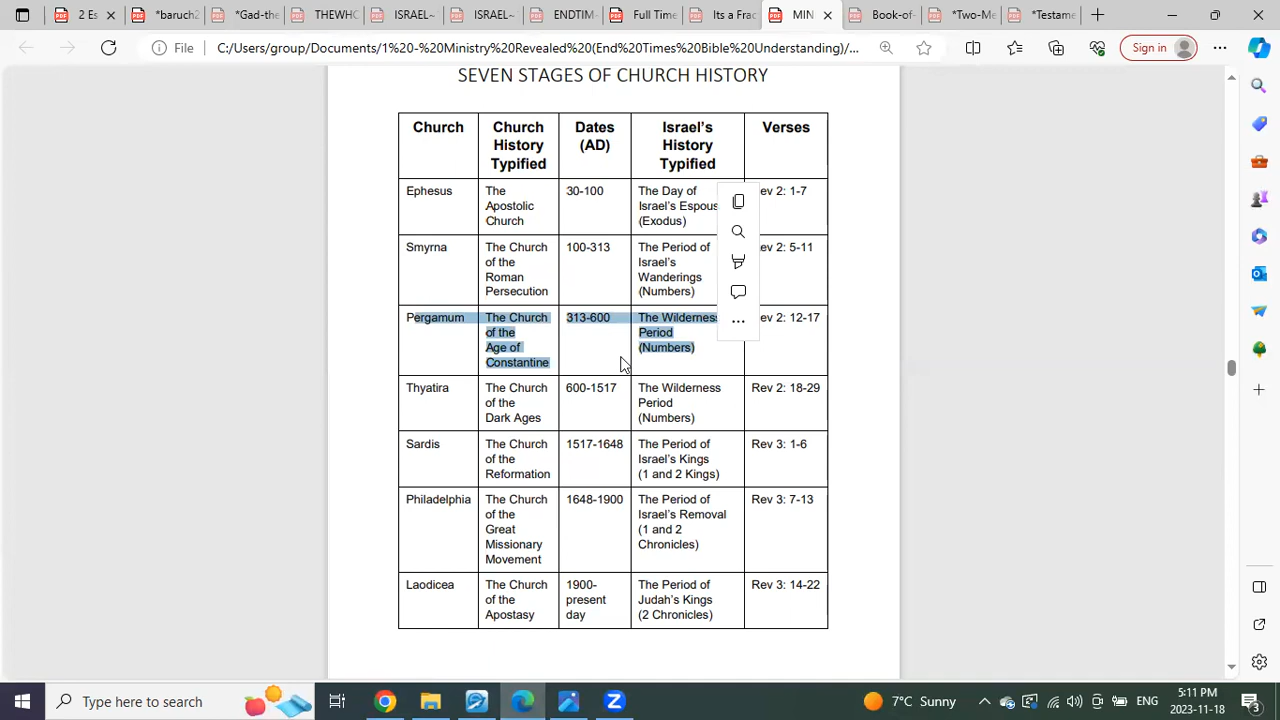 2 Es
*baruch2
*Gad-the
THEWHO
ISRAEL~
ISRAEL~
ENDTIM
Full Time
Its a Frac
MIN
Book-of-
*Two-Me
*Testame
File
C:/Users/group/Documents/1%20-%20Ministry%20Revealed%20(End%20Times%20Bible%20Understanding)/...
Sign in
SEVEN STAGES OF CHURCH HISTORY
Church
Church
History
Typified
Dates
(AD)
Israel's
History
Typified
Verses
Ephesus
The
Apostolic
Church
30-100
The Day of
Israel's Espous
(Exodus)
ev 2: 1-7
Smyrna
The Church
of the
Roman
Persecution
100-313
The Period of
Israel's
Wanderings
(Numbers)
ev 2: 5-11
Pergamum
The Church
of the
Age of
Constantine
313-600
The Wilderness
Period
(Numbers)
ev 2: 12-17
Thyatira
The Church
of the
Dark Ages
600-1517
The Wilderness
Period
(Numbers)
Rev 2: 18-29
Sardis
The Church
of the
Reformation
1517-1648
The Period of
Israel's Kings
(1 and 2 Kings)
Rev 3: 1-6
Philadelphia
The Church
of the
Great
Missionary
Movement
1648-1900
The Period of
Israel's Removal
(1 and 2
Chronicles)
Rev 3: 7-13
Laodicea
The Church
of the
Apostasy
1900-
present
day
The Period of
Judah's Kings
(2 Chronicles)
Rev 3: 14-22
Type here to search
7°C Sunny
ENG
5:11 PM
2023-11-18
3